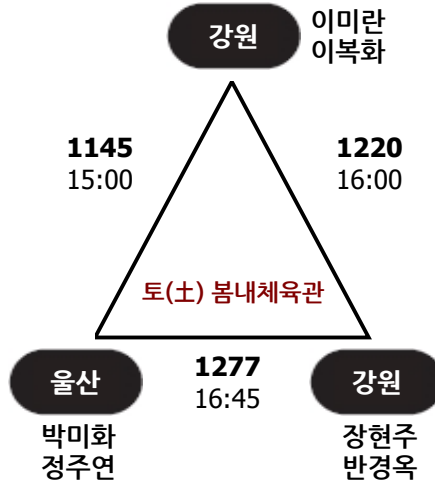 강원
이미란
이복화
1145
15:00
1220
16:00
토(土) 봄내체육관
울산
1277
16:45
강원
박미화
정주연
장현주
반경옥